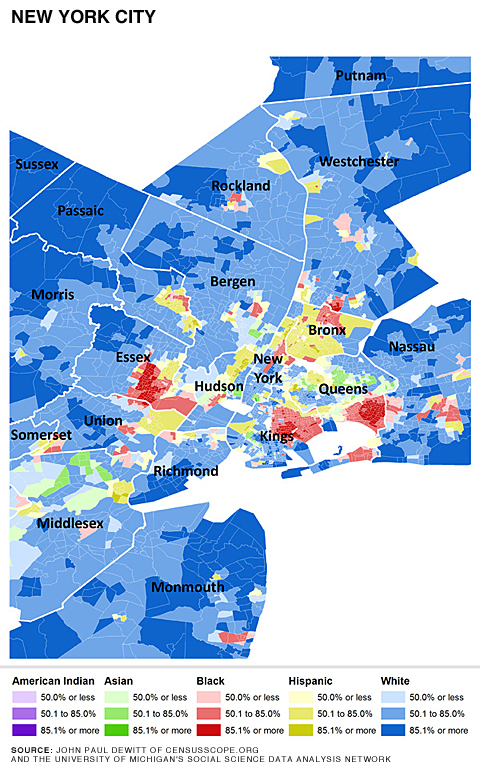 NEW YORK CITY
Putnam
Sussex
Westchester
Rockland
Passaic
Bergen
Morris
Bronx
Nassau
Essex
New
York
Hudson
Queens
Union
Somerset
Kings
Richmond
Middlesex
Monmouth
American Indian Asian Black Hispanic White
50.0% or less 50.0% or less 50.0% or less 50.0% or less 50.0% or less
50.1 to 85.0% 50.1 to 85.0% 50.1 to 85.0% 50.1 to 85.0% 50.1 to 85.0%
85.1% or more 85.1% or more 85.1% or more 85.1% or more 85.1% or more
SOURCE: JOHN PAUL DEWITT OF CENSUSSCOPE.ORG
AND THE UNIVERSITY OF MICHIGAN'S SOCIAL SCIENCE DATA ANALYSIS NETWORK